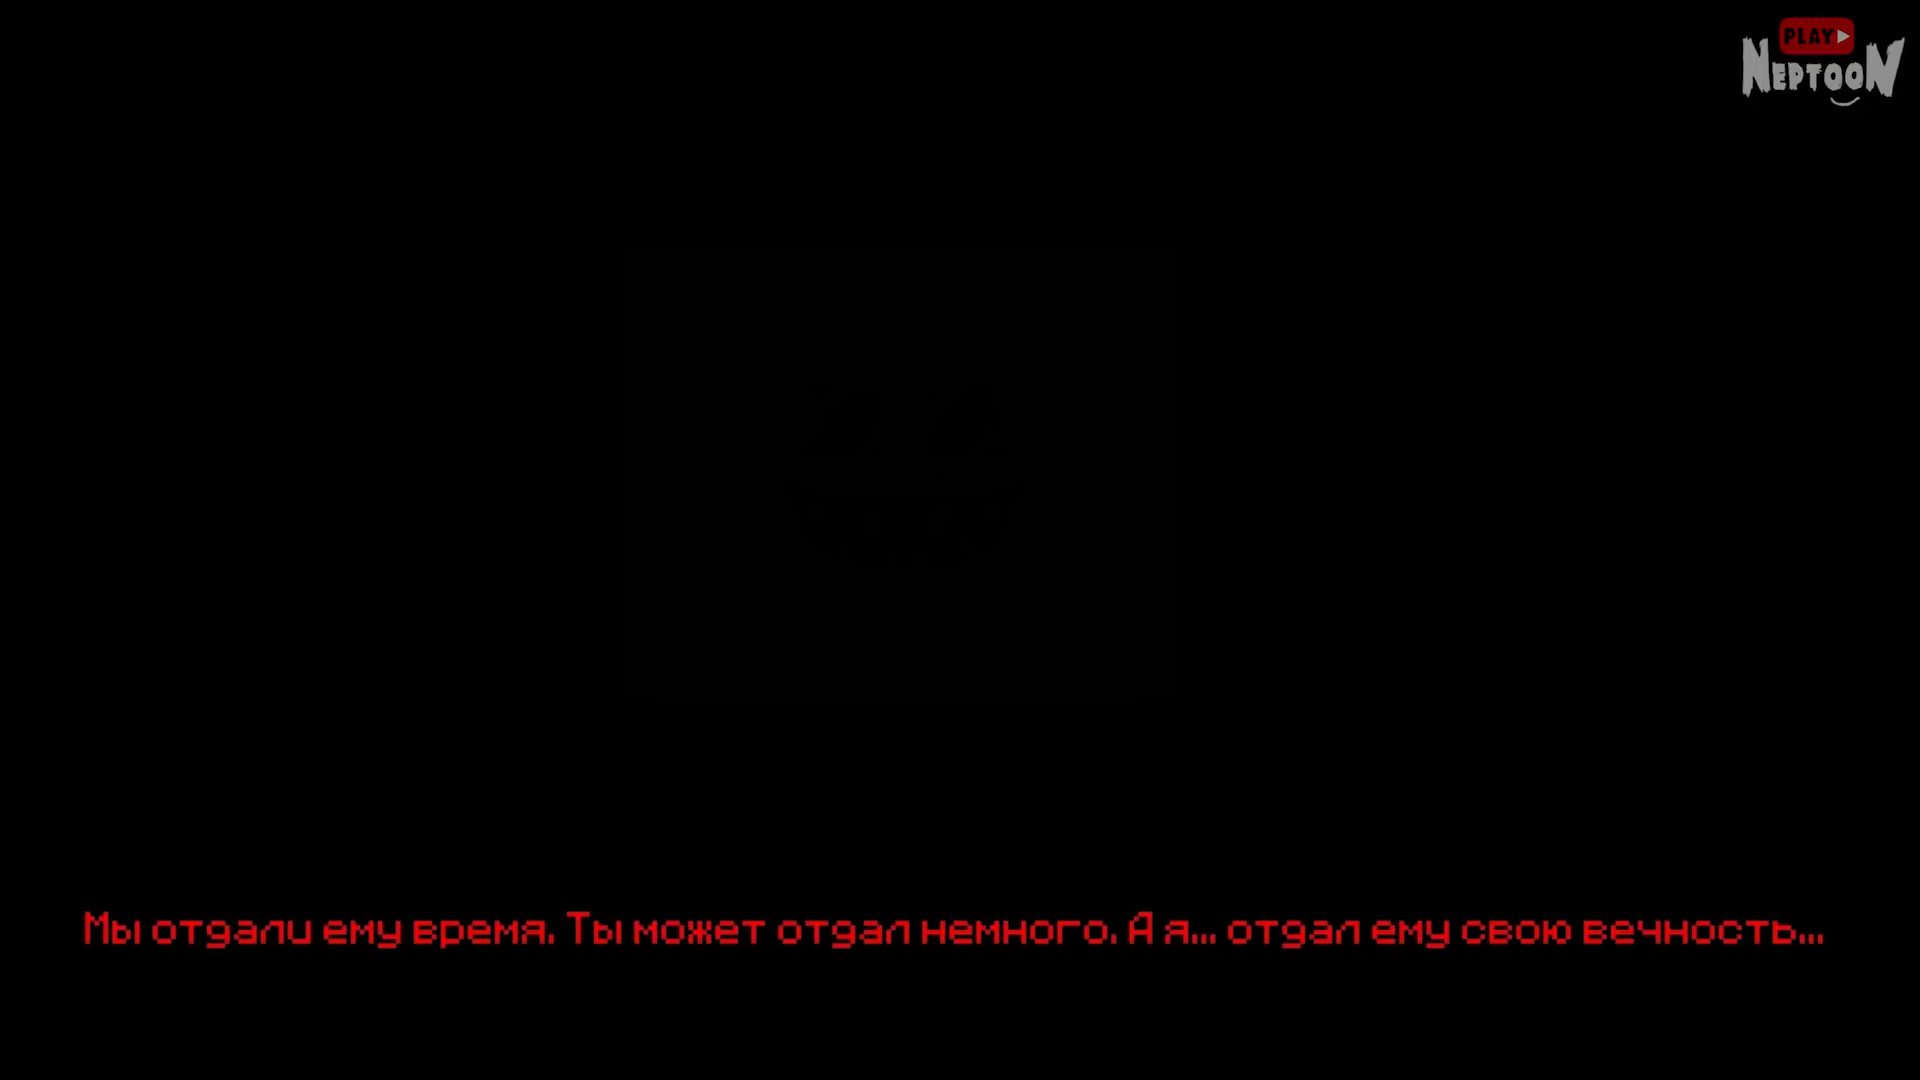 PLAY
NEPTOON
Мы отдали ему время. Ты может отдал немного. А я... отдал ему свою вечность...